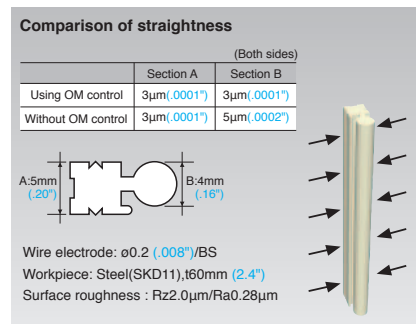 Comparison of straightness
(Both sides)
Section A Section B
Using OM control 3µm(.0001") 3µm(.0001")
Without OM control 3µm(.0001") 5µm(.0002")
A:5mm B:4mm
(.20") (.16")
Wire electrode: ø0.2 (.008")/BS
Workpiece: Steel(SKD11),t60mm (2.4")
Surface roughness : Rz2.0µm/Ra0.28µm